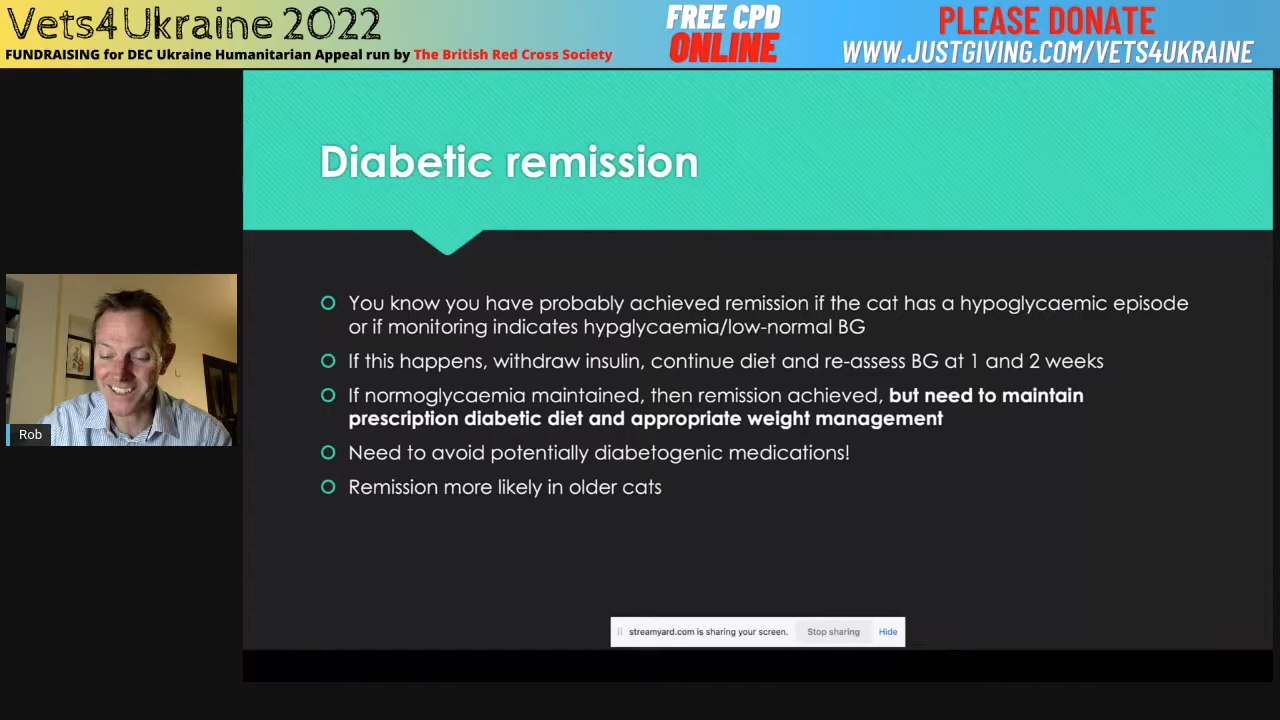 Vets4Ukraine 2022
FUNDRAISING for DEC Ukraine Humanitarian Appeal run by The British Red Cross Society
FREE CPD
ONLINE
PLEASE DONATE
WWW.JUSTGIVING.COM/VETS4UKRAINE
Diabetic remission
You know you have probably achieved remission if the cat has a hypoglycaemic episode
or if monitoring indicates hypglycaemia/low-normal BG
If this happens, withdraw insulin, continue diet and re-assess BG at 1 and 2 weeks
If normoglycaemia maintained, then remission achieved, but need to maintain
prescription diabetic diet and appropriate weight management
Need to avoid potentially diabetogenic medications!
Remission more likely in older cats
Rob
streamyard.com is sharing your screen. Stop sharing Hide